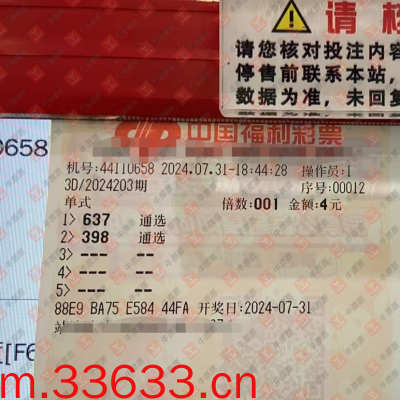 请核
请您核对投注内容
停售前联系本站,
数据为准,未回复
0658
中国福利彩票
机号:44110658 2024.07.31-18:44:28 操作员:1
3D/2024203期 序号:00012
单式 倍数:001 金额:4元
1> 637 通选
2> 398 通选
3> --- --
4> --- --
5> --- --
88E9 BA75 E584 44FA 开奖日:2024-07-31
[F6
m.33633.cn